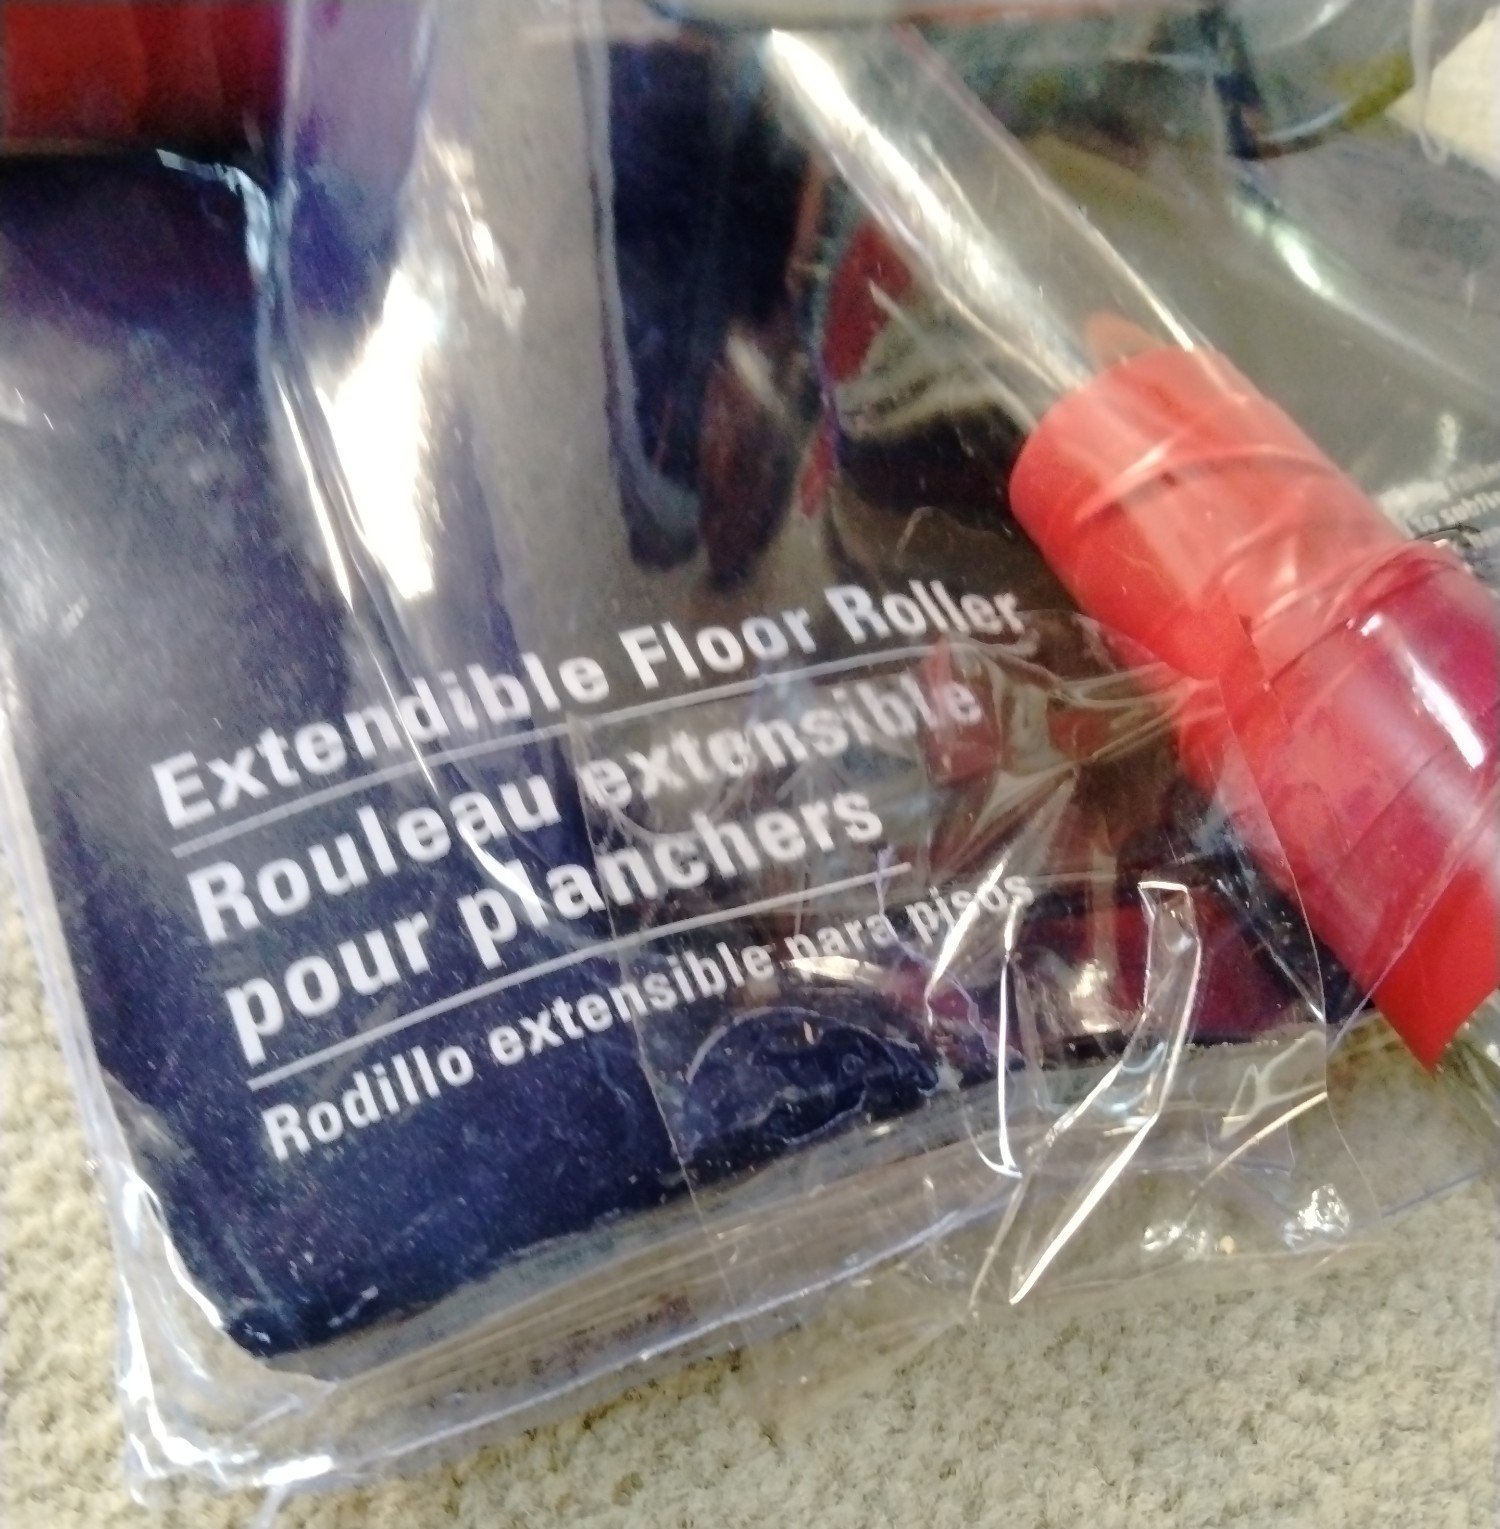 Extendible Floor Roller
Rouleau extensible
pour planchers
Rodillo extensible para pisos